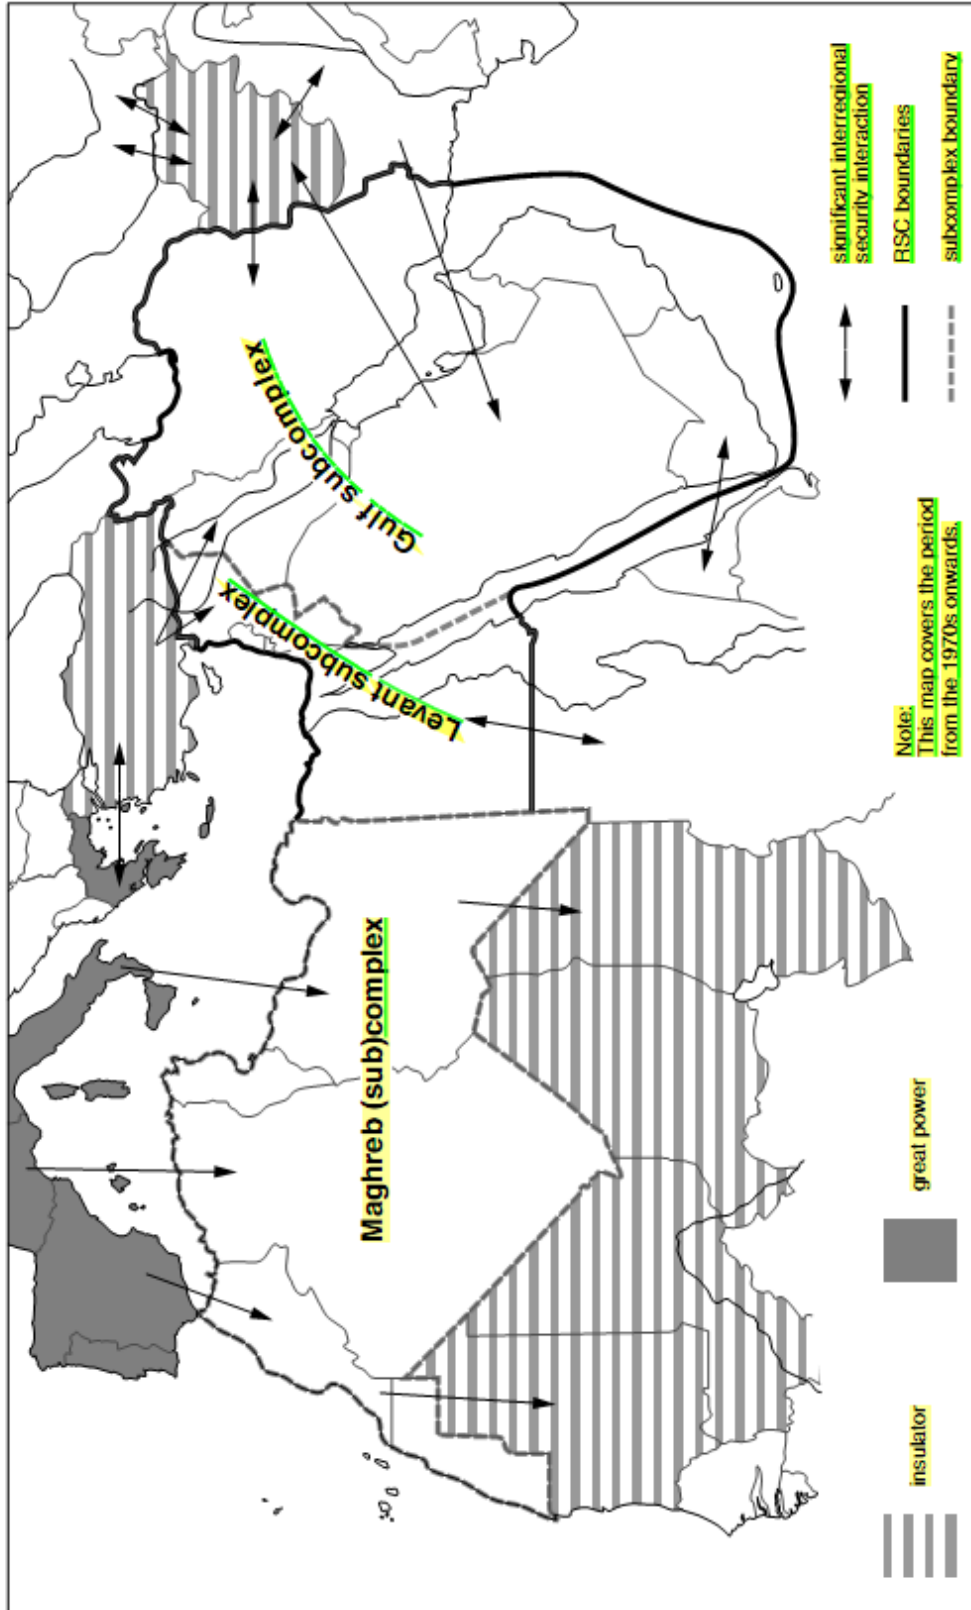 Maghreb (sub)complex
Levant subcomplex
Gulf subcomplex
insulator
great power
Note:
This map covers the period
from the 1970s onwards.
significant interregional
security interaction
RSC boundaries
subcomplex boundary